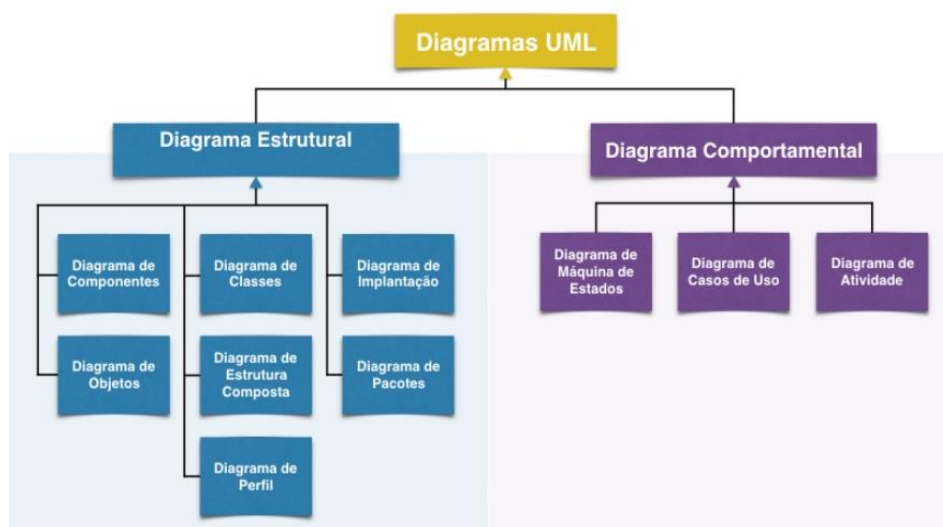 Diagramas UML
Diagrama Estrutural
Diagrama Comportamental
Diagrama de
Componentes
Diagrama de
Classes
Diagrama de
Implantação
Diagrama de
Objetos
Diagrama de
Estrutura
Composta
Diagrama de
Pacotes
Diagrama de
Perfil
Diagrama de
Máquina de
Estados
Diagrama de
Casos de Uso
Diagrama de
Atividade